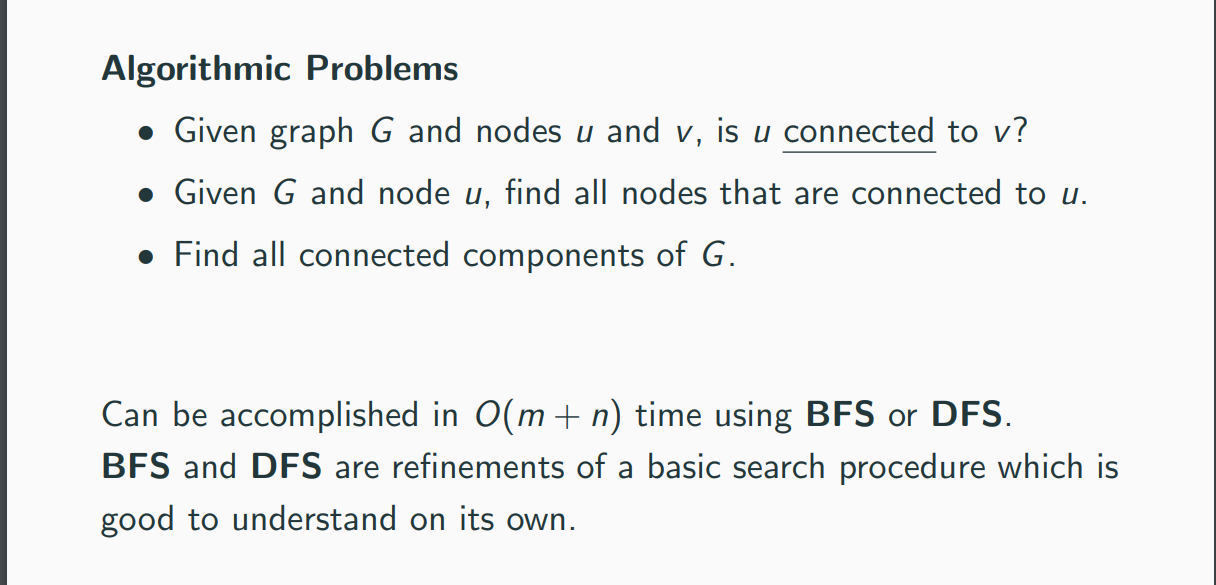 Algorithmic Problems
• Given graph G and nodes u and v, is u connected to v?
• Given G and node u, find all nodes that are connected to u.
• Find all connected components of G.
Can be accomplished in O(m + n) time using BFS or DFS.
BFS and DFS are refinements of a basic search procedure which is
good to understand on its own.